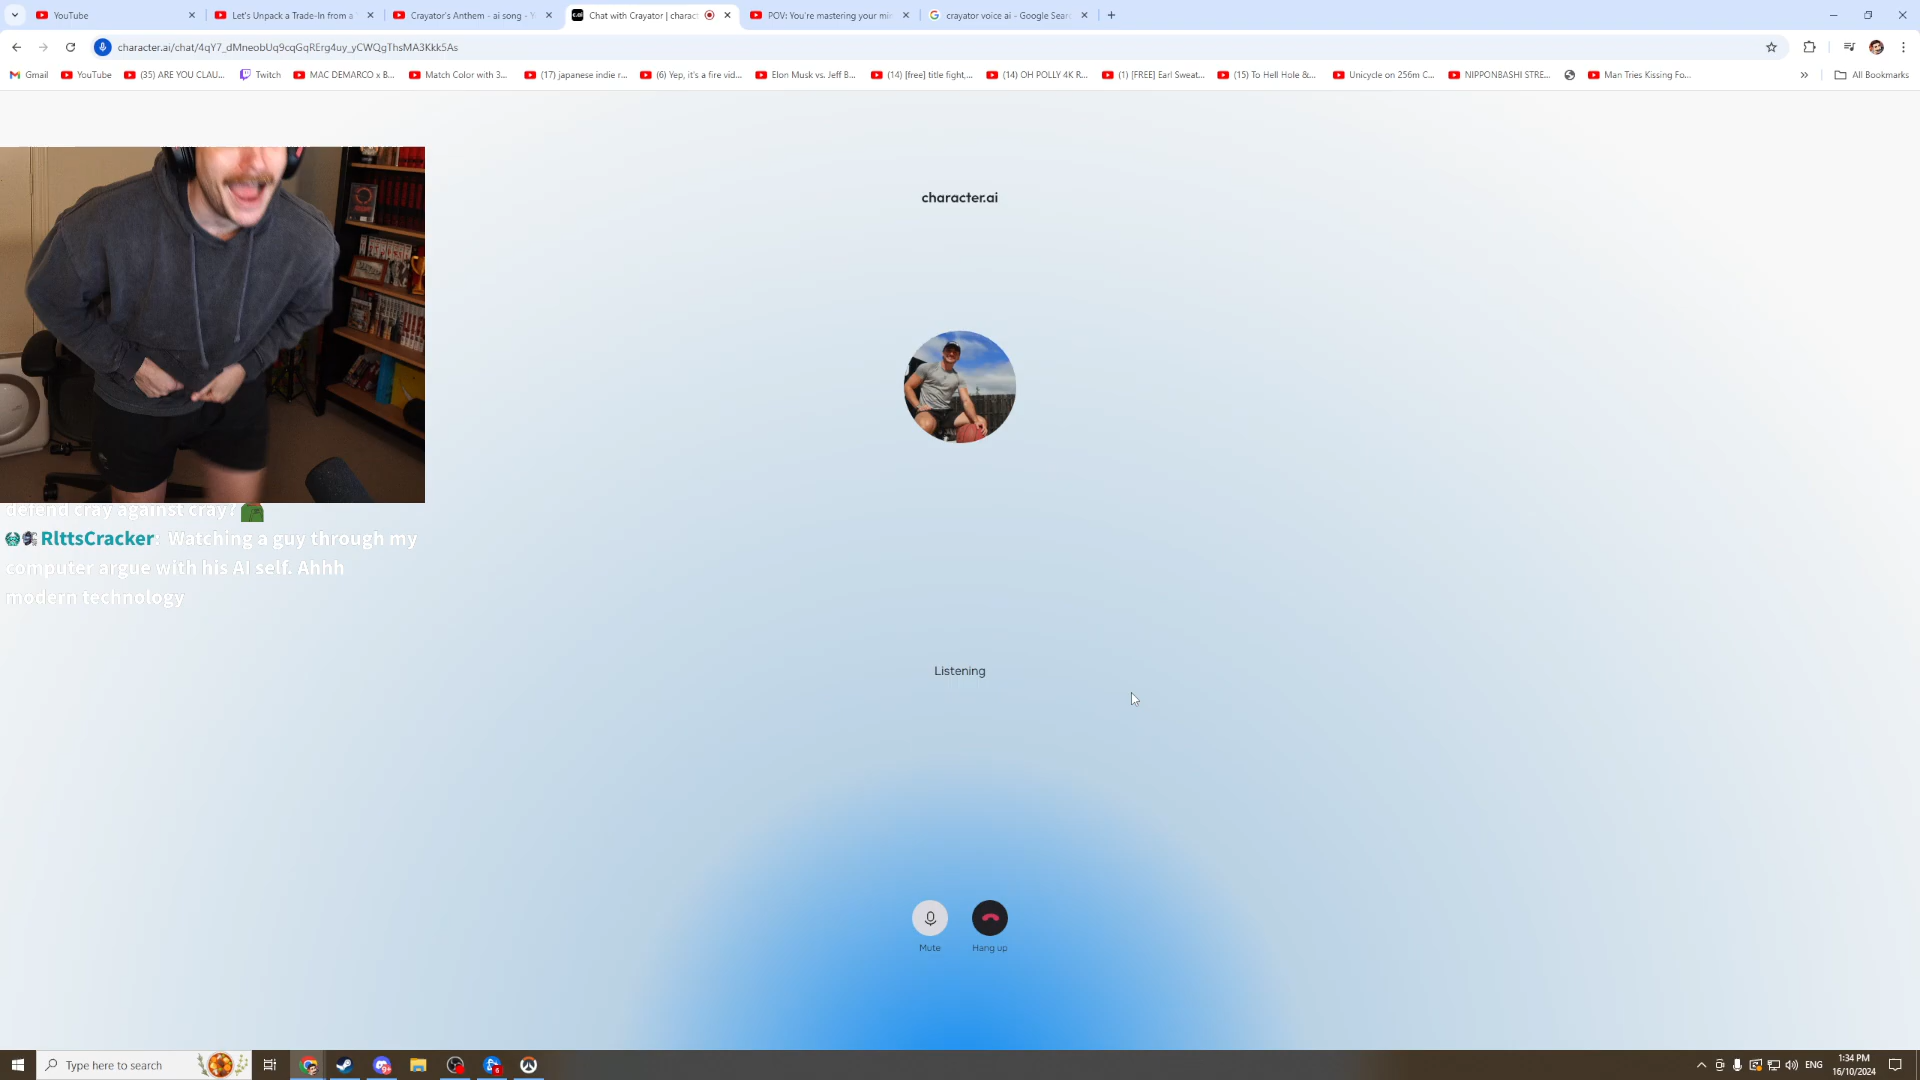 YouTube
Let's Unpack a Trade-In from a
Crayator's Anthem - ai song - Y
c.ai
Chat with Crayator | charact
POV: You're mastering your mi
crayator voice ai - Google Sear
character.ai/chat/4qY7_dMneobUq9cqGqRErg4uy_yCWQgThsMA3Kkk5As
Gmail
YouTube
(35) ARE YOU CLAU...
Twitch
MAC DEMARCO x B...
Match Color with 3...
(17) japanese indie r...
(6) Yep, it's a fire vid...
Elon Musk vs. Jeff B...
(14) [free] title fight,...
(14) OH POLLY 4K R...
(1) [FREE] Earl Sweat...
(15) To Hell Hole &...
Unicycle on 256m C...
NIPPONBASHI STRE...
Man Tries Kissing Fo...
All Bookmarks
character.ai
defend cray against cray?
RlttsCracker: Watching a guy through my
computer argue with his AI self. Ahhh
modern technology
Listening
Mute
Hang up
Type here to search
ENG
1:34 PM
16/10/2024